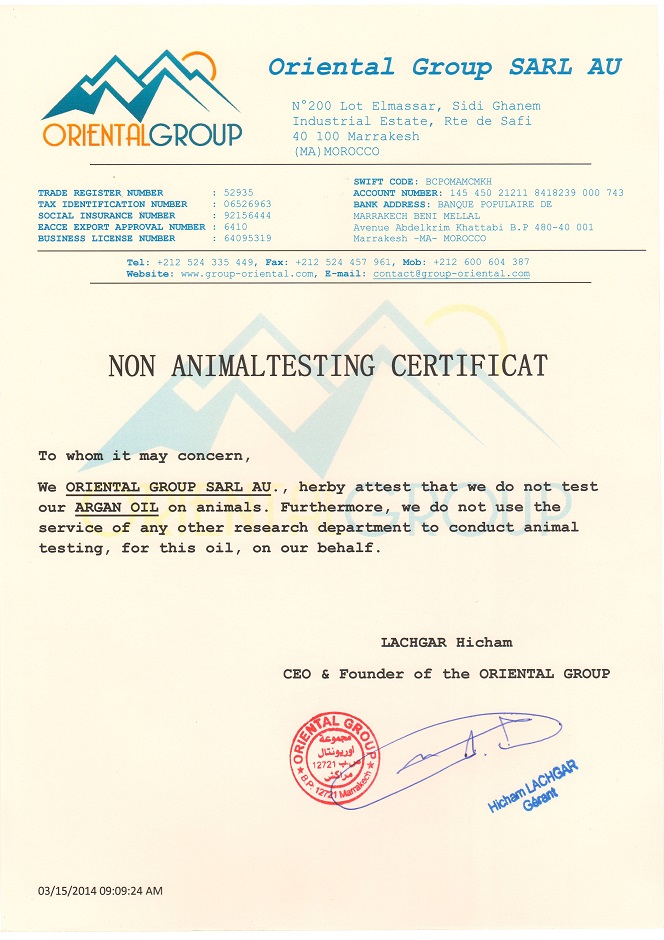 ORIENTALGROUP
Oriental Group SARL AU
N°200 Lot Elmassar, Sidi Ghanem
Industrial Estate, Rte de Safi
40 100 Marrakesh
(MA)MOROCCO
TRADE REGISTER NUMBER : 52935
TAX IDENTIFICATION NUMBER : 06526963
SOCIAL INSURANCE NUMBER : 92156444
EACCE EXPORT APPROVAL NUMBER : 6410
BUSINESS LICENSE NUMBER : 64095319
SWIFT CODE: BCPOMAMCMKH
ACCOUNT NUMBER: 145 450 21211 8418239 000 743
BANK ADDRESS: BANQUE POPULAIRE DE
MARRAKECH BENI MELLAL
Avenue Abdelkrim Khattabi B.P 480-40 001
Marrakesh -MA- MOROCCO
Tel: +212 524 335 449, Fax: +212 524 457 961, Mob: +212 600 604 387
Website: www.group-oriental.com, E-mail: contact@group-oriental.com
NON ANIMALTESTING CERTIFICAT
To whom it may concern,
We ORIENTAL GROUP SARL AU., herby attest that we do not test
our ARGAN OIL on animals. Furthermore, we do not use the
service of any other research department to conduct animal
testing, for this oil, on our behalf.
ORIENTALGROUP
LACHGAR Hicham
CEO & Founder of the ORIENTAL GROUP
ORIENTAL GROUP
مجموعة
اوريونتال
ص.ب 12721
مراكش
B.P. 12721 Marrakech
Hicham LACHGAR
Gérant
03/15/2014 09:09:24 AM